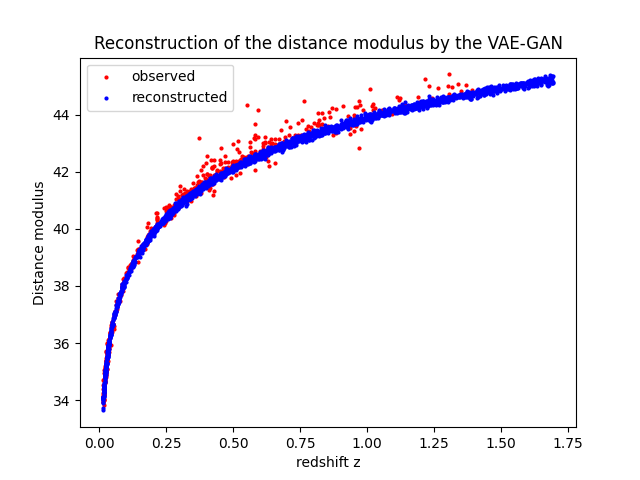 Reconstruction of the distance modulus by the VAE-GAN
observed
reconstructed
44
42
40
38
36
34
Distance modulus
0.00 0.25 0.50 0.75 1.00 1.25 1.50 1.75
redshift z